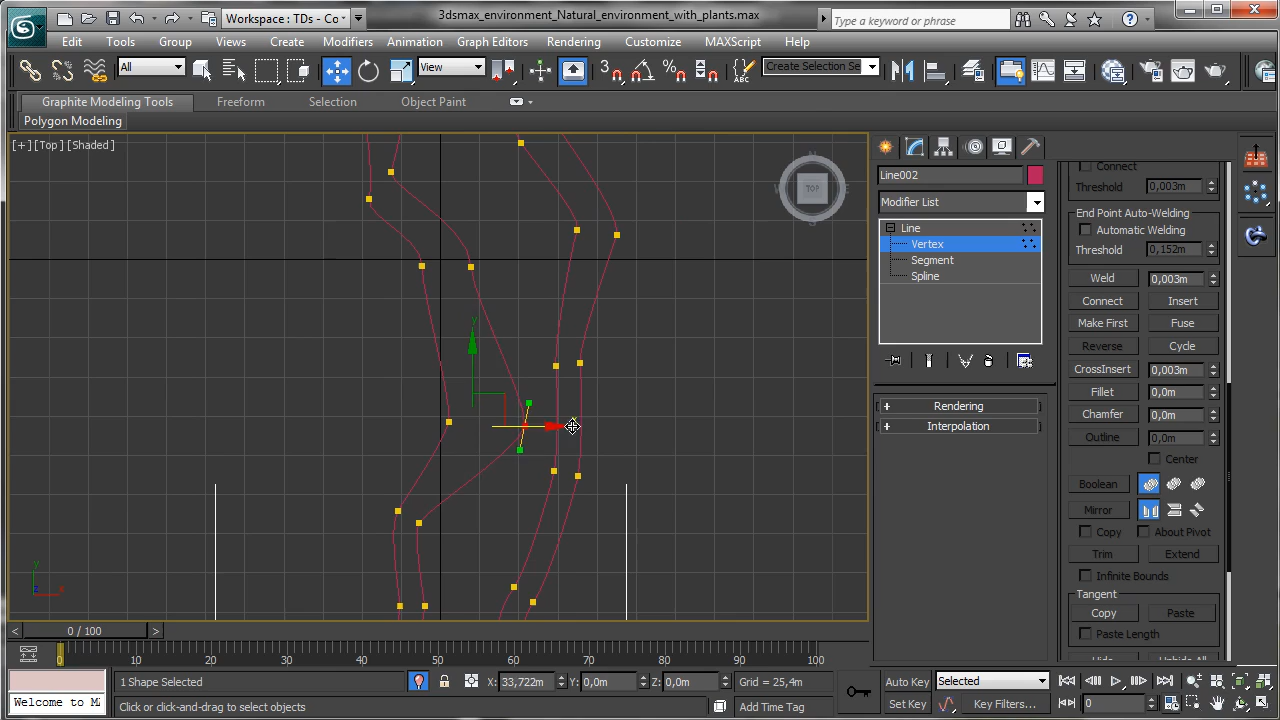 Workspace: TDs - Co
3dsmax_environment_Natural_environment_with_plants.max
Type a keyword or phrase
Edit Tools Group Views Create Modifiers Animation Graph Editors Rendering Customize MAXScript Help
All
View
3
ABC
Create Selection Se
Graphite Modeling Tools Freeform Selection Object Paint
Polygon Modeling
[+][Top][Shaded]
TOP
Line002
Modifier List
Line
Vertex
Segment
Spline
Rendering
Interpolation
Connect
Threshold 0,003m
End Point Auto-Welding
Automatic Welding
Threshold 0,152m
Weld 0,003m
Connect Insert
Make First Fuse
Reverse Cycle
CrossInsert 0,003m
Fillet 0,0m
Chamfer 0,0m
Outline 0,0m
Center
Boolean
Mirror
Copy About Pivot
Trim Extend
Infinite Bounds
Tangent
Copy Paste
Paste Length
0 / 100
0 10 20 30 40 50 60 70 80 90 100
1 Shape Selected
X: 33,722m Y: 0,0m Z: 0,0m Grid = 25,4m
Auto Key Selected
Welcome to M
Click or click-and-drag to select objects
Add Time Tag
Set Key Key Filters... 0